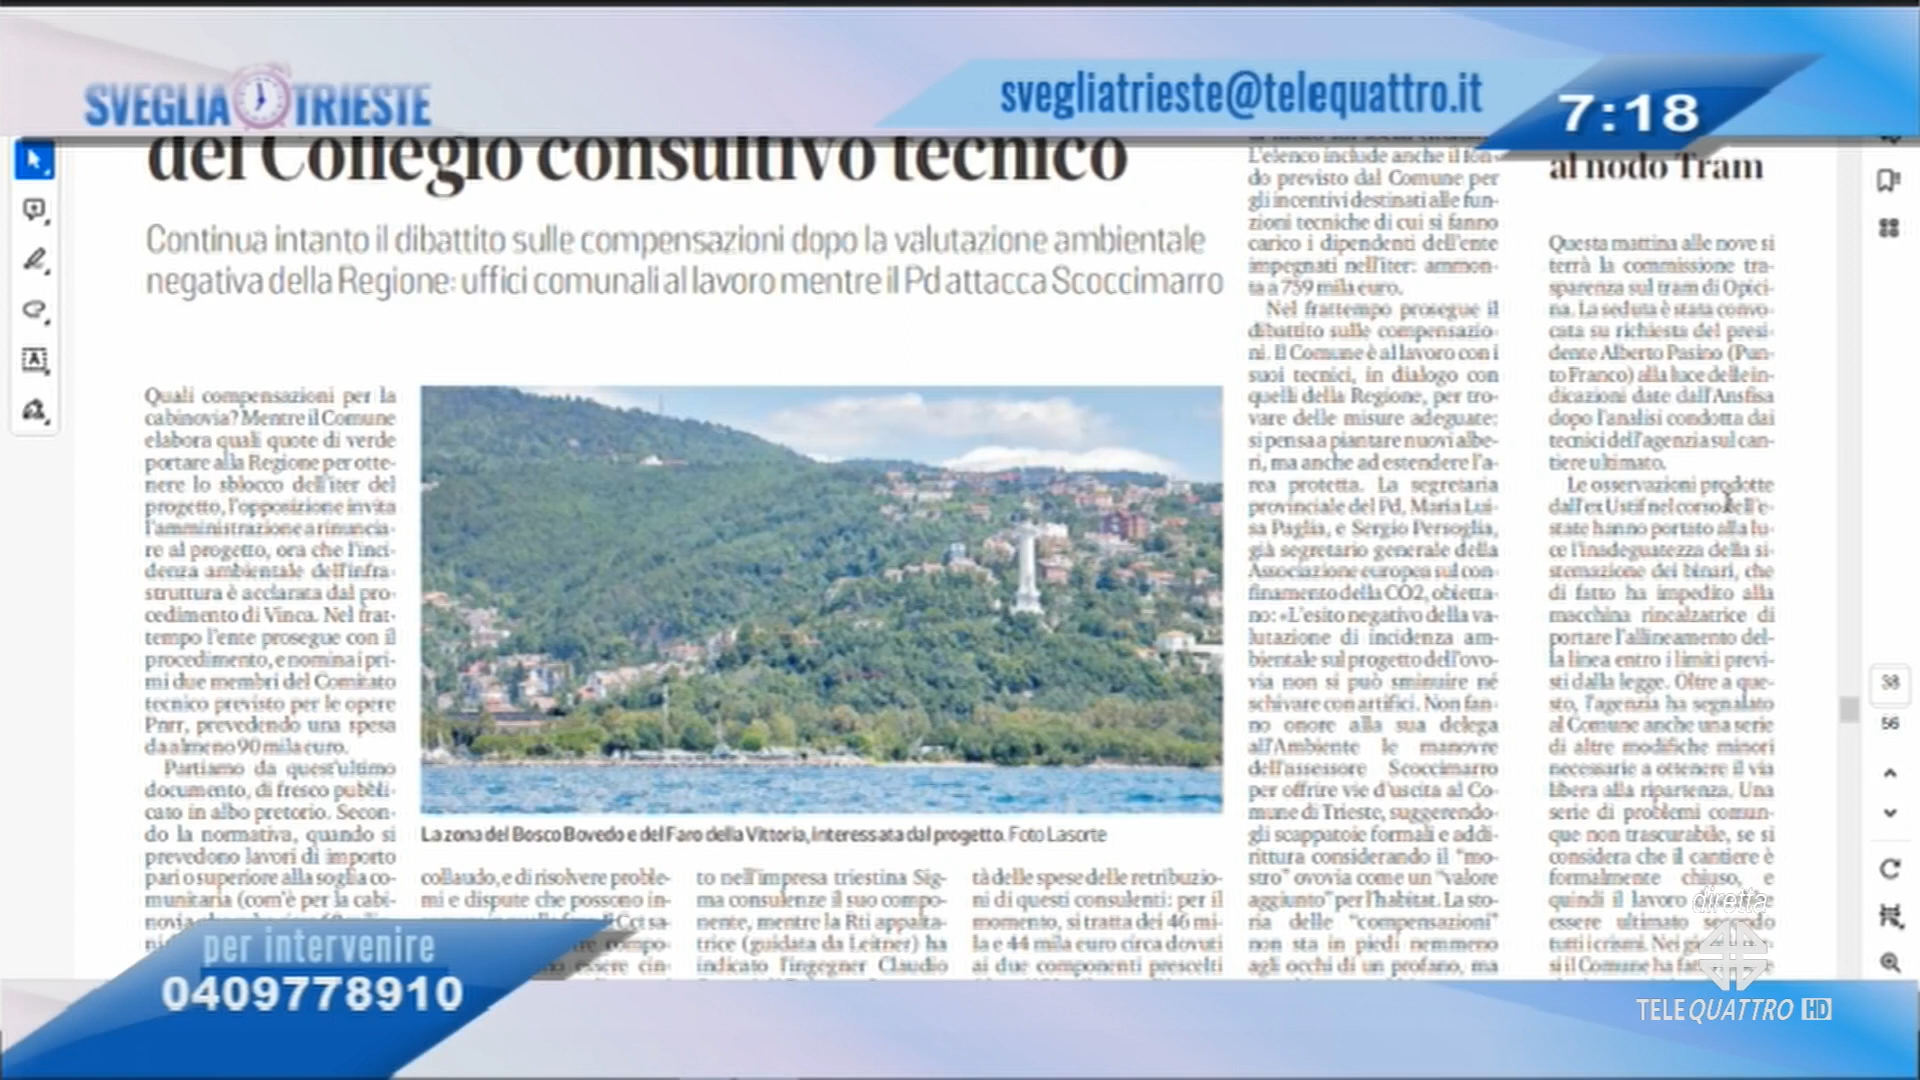 SVEGLIA TRIESTE
svegliatrieste@telequattro.it
7:18
del Collegio consultivo tecnico
Continua intanto il dibattito sulle compensazioni dopo la valutazione ambientale
negativa della Regione: uffici comunali al lavoro mentre il Pd attacca Scoccimarro
Quali compensazioni per la
cabinovia? Mentre il Comune
elabora quali quote di verde
portare alla Regione per otte-
nere lo sblocco dell'iter del
progetto, l'opposizione invita
l'amministrazione a rinuncia-
re al progetto, ora che l'inci-
denza ambientale dell'infra-
struttura è acclarata dal pro-
cedimento di Vinca. Nel frat-
tempo l'ente prosegue con il
procedimento, e nomina i pri-
mi due membri del Comitato
tecnico previsto per le opere
Pnrr, prevedendo una spesa
da almeno 90 mila euro.
Partiamo da quest'ultimo
documento, di fresco pubbli-
cato in albo pretorio. Secon-
do la normativa, quando si
prevedono lavori di importo
pari o superiore alla soglia co-
munitaria (com'è per la cabi-
La zona del Bosco Bovedo e del Faro della Vittoria, interessata dal progetto. Foto Lasorte
collaudo, e di risolvere proble-
mi e dispute che possono in-
Cct sa-
compo-
essere cin-
to nell'impresa triestina Sig-
ma consulenze il suo compo-
nente, mentre la Rti appalta-
trice (guidata da Leitner) ha
indicato l'ingegner Claudio
tà delle spese delle retribuzio-
ni di questi consulenti: per il
momento, si tratta dei 46 mi-
la e 44 mila euro circa dovuti
ai due componenti prescelti
L'elenco include anche il fon-
do previsto dal Comune per
gli incentivi destinati alle fun-
zioni tecniche di cui si fanno
carico i dipendenti dell'ente
impegnati nell'iter: ammon-
ta a 759 mila euro.
Nel frattempo prosegue il
dibattito sulle compensazio-
ni. Il Comune è al lavoro con i
suoi tecnici, in dialogo con
quelli della Regione, per tro-
vare delle misure adeguate:
si pensa a piantare nuovi albe-
ri, ma anche ad estendere l'a-
rea protetta. La segretaria
provinciale del Pd, Maria Lui-
sa Paglia, e Sergio Persoglia,
già segretario generale della
Associazione europea sul con-
finamento della CO2, obietta-
no: «L'esito negativo della va-
lutazione di incidenza am-
bientale sul progetto dell'ovo-
via non si può sminuire né
schivare con artifici. Non fan-
no onore alla sua delega
all'Ambiente le manovre
dell'assessore Scoccimarro
per offrire vie d'uscita al Co-
mune di Trieste, suggerendo-
gli scappatoie formali e addi-
rittura considerando il "mo-
stro" ovovia come un "valore
aggiunto" per l'habitat. La sto-
ria delle "compensazioni"
non sta in piedi nemmeno
agli occhi di un profano, ma
al nodo Tram
Questa mattina alle nove si
terrà la commissione tra-
sparenza sul tram di Opici-
na. La seduta è stata convo-
cata su richiesta del presi-
dente Alberto Pasino (Pun-
to Franco) alla luce delle in-
dicazioni date dall'Ansfisa
dopo l'analisi condotta dai
tecnici dell'agenzia sul can-
tiere ultimato.
Le osservazioni prodotte
dall'ex Ustif nel corso dell'e-
state hanno portato alla lu-
ce l'inadeguatezza della si-
stemazione dei binari, che
di fatto ha impedito alla
macchina rincalzatrice di
portare l'allineamento del-
la linea entro i limiti previ-
sti dalla legge. Oltre a que-
sto, l'agenzia ha segnalato
al Comune anche una serie
di altre modifiche minori
necessarie a ottenere il via
libera alla ripartenza. Una
serie di problemi comun-
que non trascurabile, se si
considera che il cantiere è
formalmente chiuso, e
quindi il lavoro
essere ultimato secondo
tutti i crismi. Nei
si il Comune ha
38
56
per intervenire
0409778910
diretta
TELEQUATTRO HD